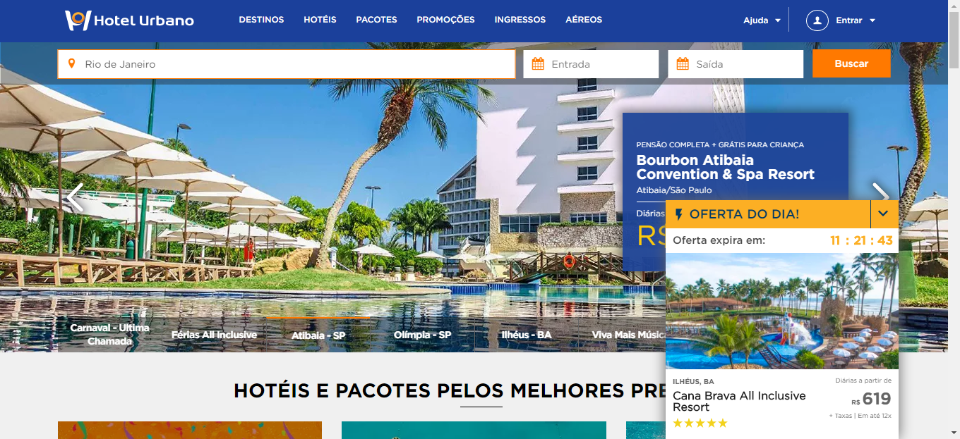 Hotel Urbano
DESTINOS HOTÉIS PACOTES PROMOÇÕES INGRESSOS AÉREOS
Ajuda
Entrar
Rio de Janeiro
Entrada
Saída
Buscar
PENSÃO COMPLETA + GRÁTIS PARA CRIANÇA
Bourbon Atibaia
Convention & Spa Resort
Atibaia/São Paulo
Diárias
R$
OFERTA DO DIA!
Oferta expira em: 11 : 21 : 43
Carnaval - Ultima
Chamada
Férias All Inclusive
Atibaia - SP
Olímpia - SP
Ilhéus - BA
Viva Mais Músic
HOTÉIS E PACOTES PELOS MELHORES PRE
ILHÉUS, BA
Cana Brava All Inclusive
Resort
Diárias a partir de
R$ 619
+ Taxas | Em até 12x